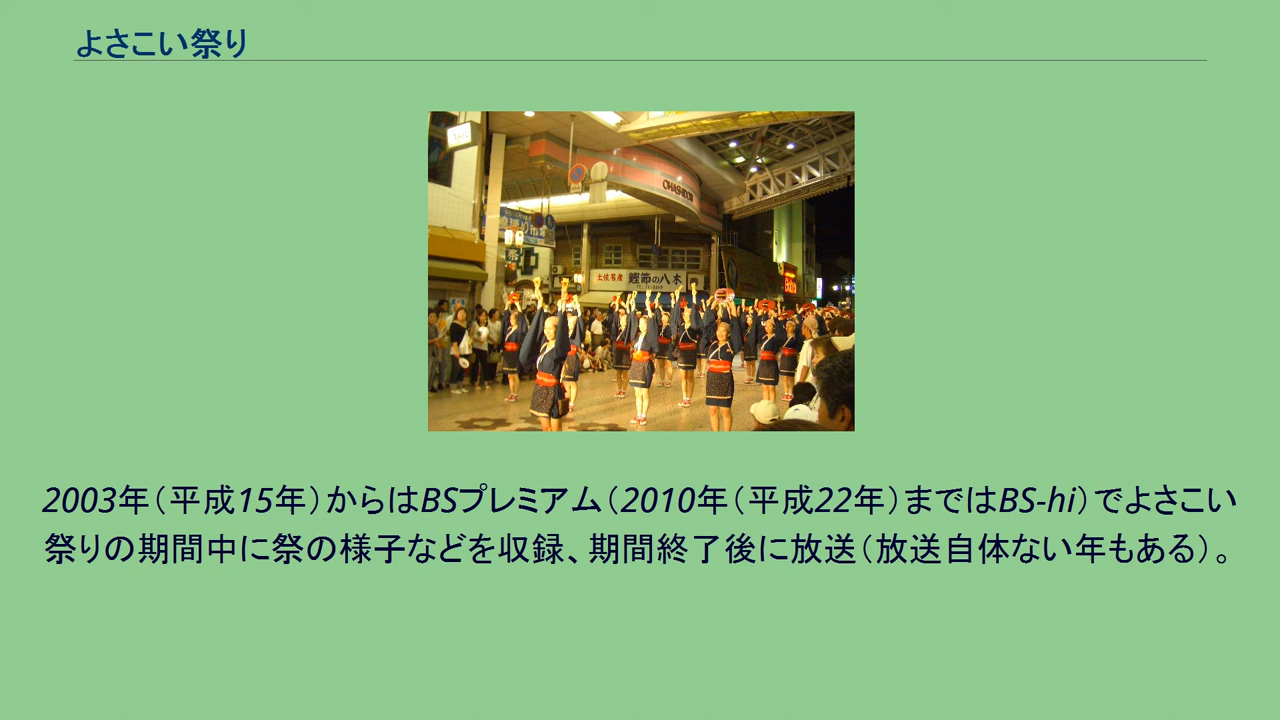 よさこい祭り
OHASHIDORI
土佐名産 鰹節の八木
2003年（平成15年）からはBSプレミアム（2010年（平成22年）まではBS-hi）でよさこい
祭りの期間中に祭の様子などを収録、期間終了後に放送（放送自体ない年もある）。